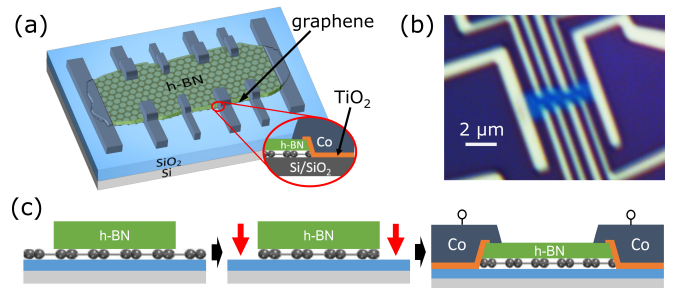 (a)
graphene
h-BN
TiO₂
Co
h-BN
Si/SiO₂
SiO₂
Si
(b)
2 μm
(c)
h-BN
h-BN
Co
h-BN
Co